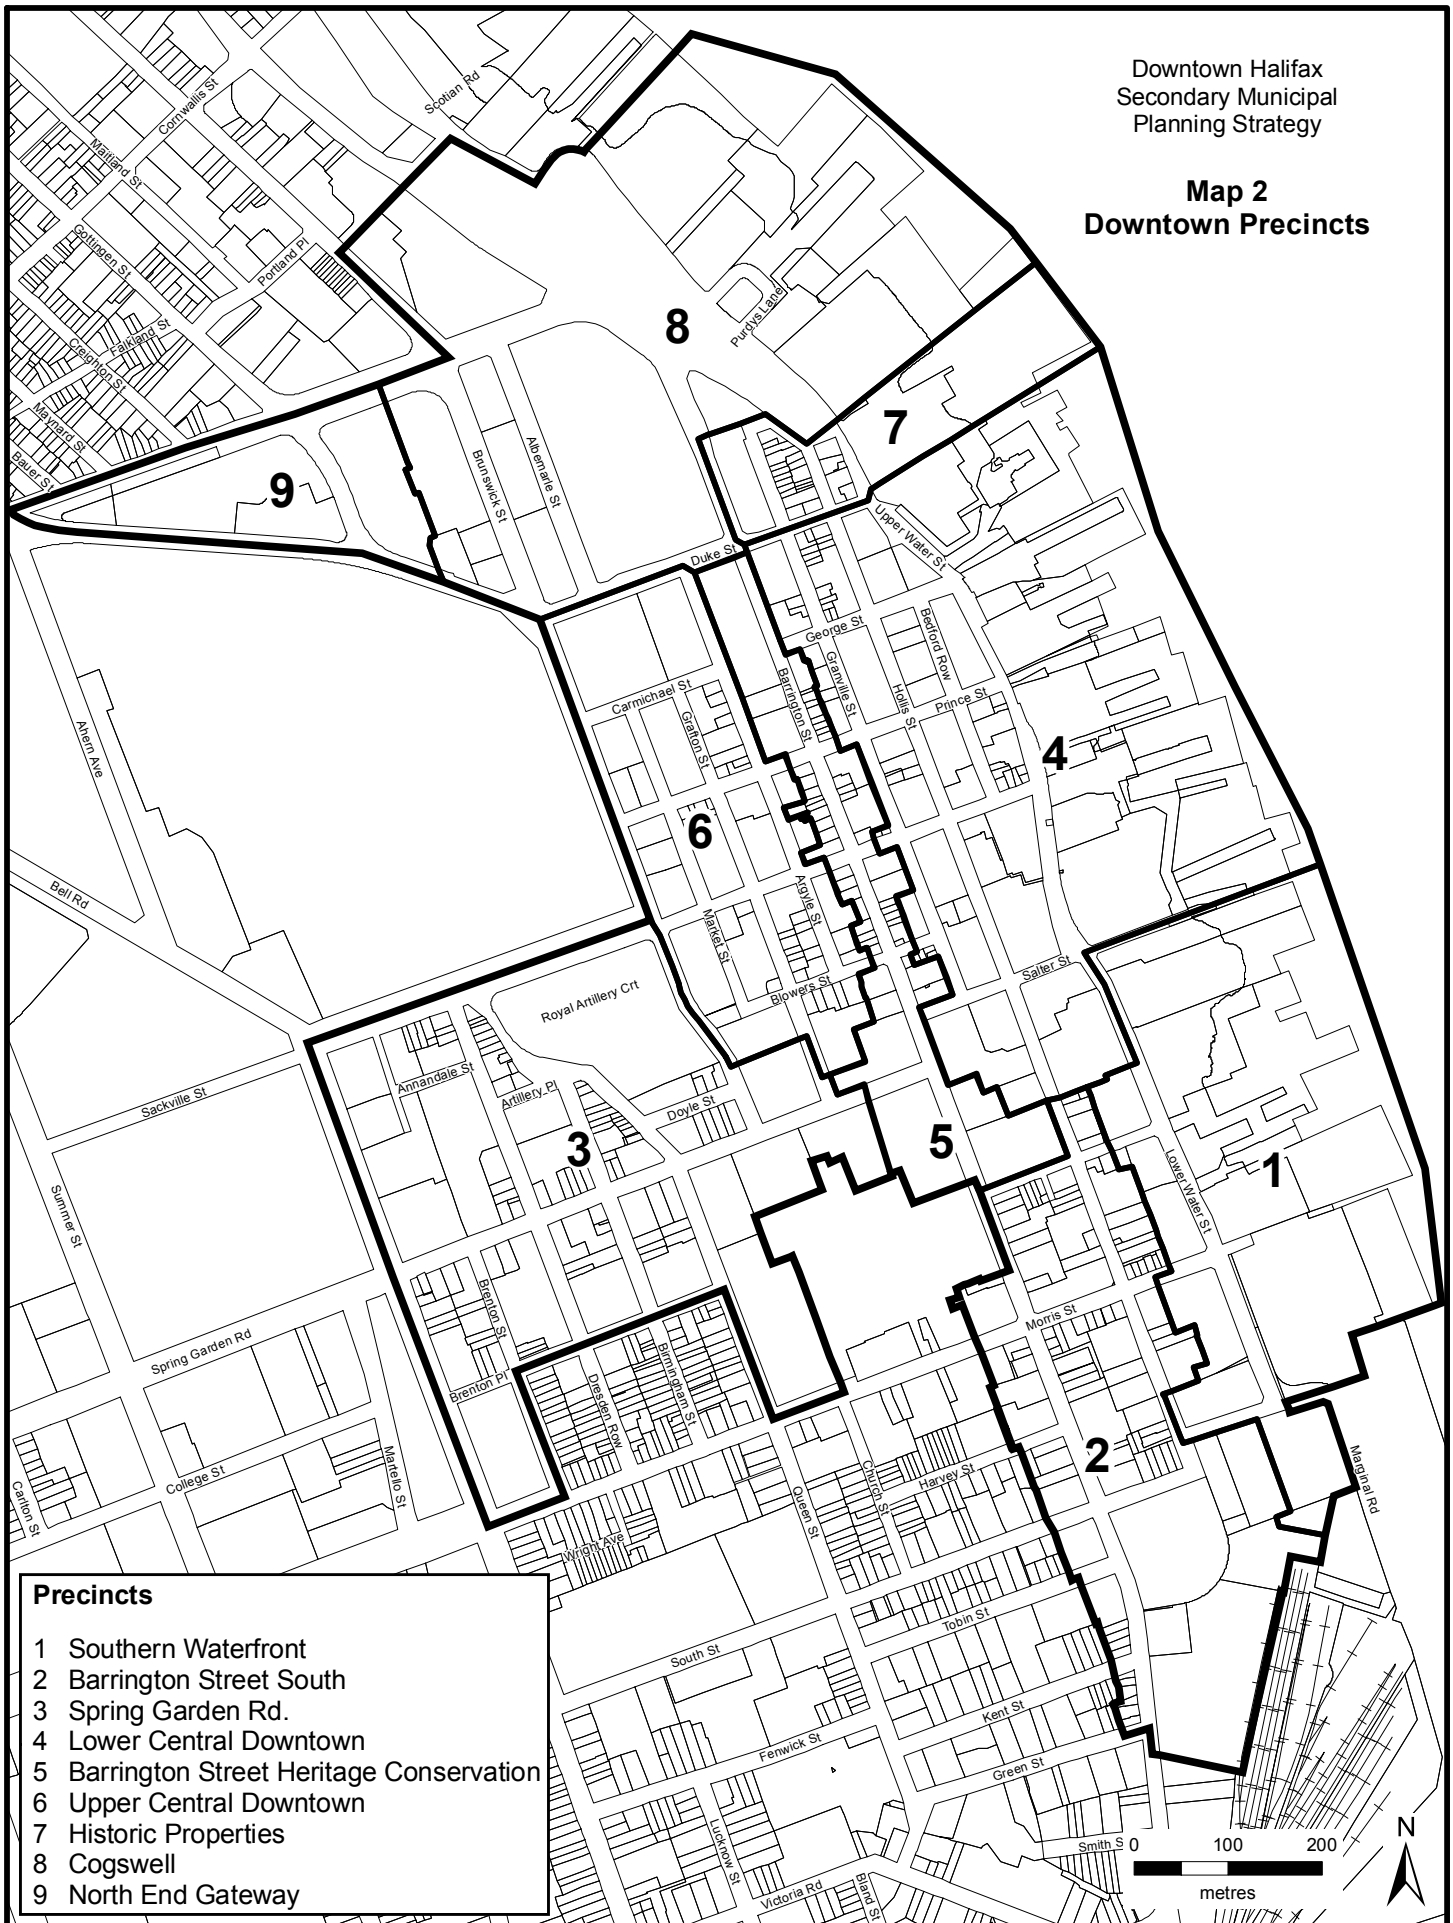 Downtown Halifax
Secondary Municipal
Planning Strategy
Map 2
Downtown Precincts
Scotian Rd
Cornwallis St
Maitland St
Gottingen St
Portland Pl
Falkland St
Creighton St
Maynard St
Bauer St
8
Purdys Lane
7
9
Brunswick St
Albemarle St
Duke St
Upper Water St
George St
Bedford Row
Granville St
Barrington St
Hollis St
Prince St
Carmichael St
Grafton St
Ahern Ave
4
6
Bell Rd
Argyle St
Market St
Blowers St
Salter St
Royal Artillery Crt
Annandale St
Artillery Pl
Doyle St
Sackville St
3
5
1
Lower Water St
Summer St
Brenton St
Morris St
Spring Garden Rd
Birmingham St
Dresden Row
Brenton Pl
2
Martello St
College St
Carlton St
Church St
Harvey St
Marginal Rd
Queen St
Wright Ave
Tobin St
South St
Kent St
Fenwick St
Green St
Lucknow St
Victoria Rd
Bland St
Smith S
Precincts
1 Southern Waterfront
2 Barrington Street South
3 Spring Garden Rd.
4 Lower Central Downtown
5 Barrington Street Heritage Conservation
6 Upper Central Downtown
7 Historic Properties
8 Cogswell
9 North End Gateway
0 100 200
metres
N